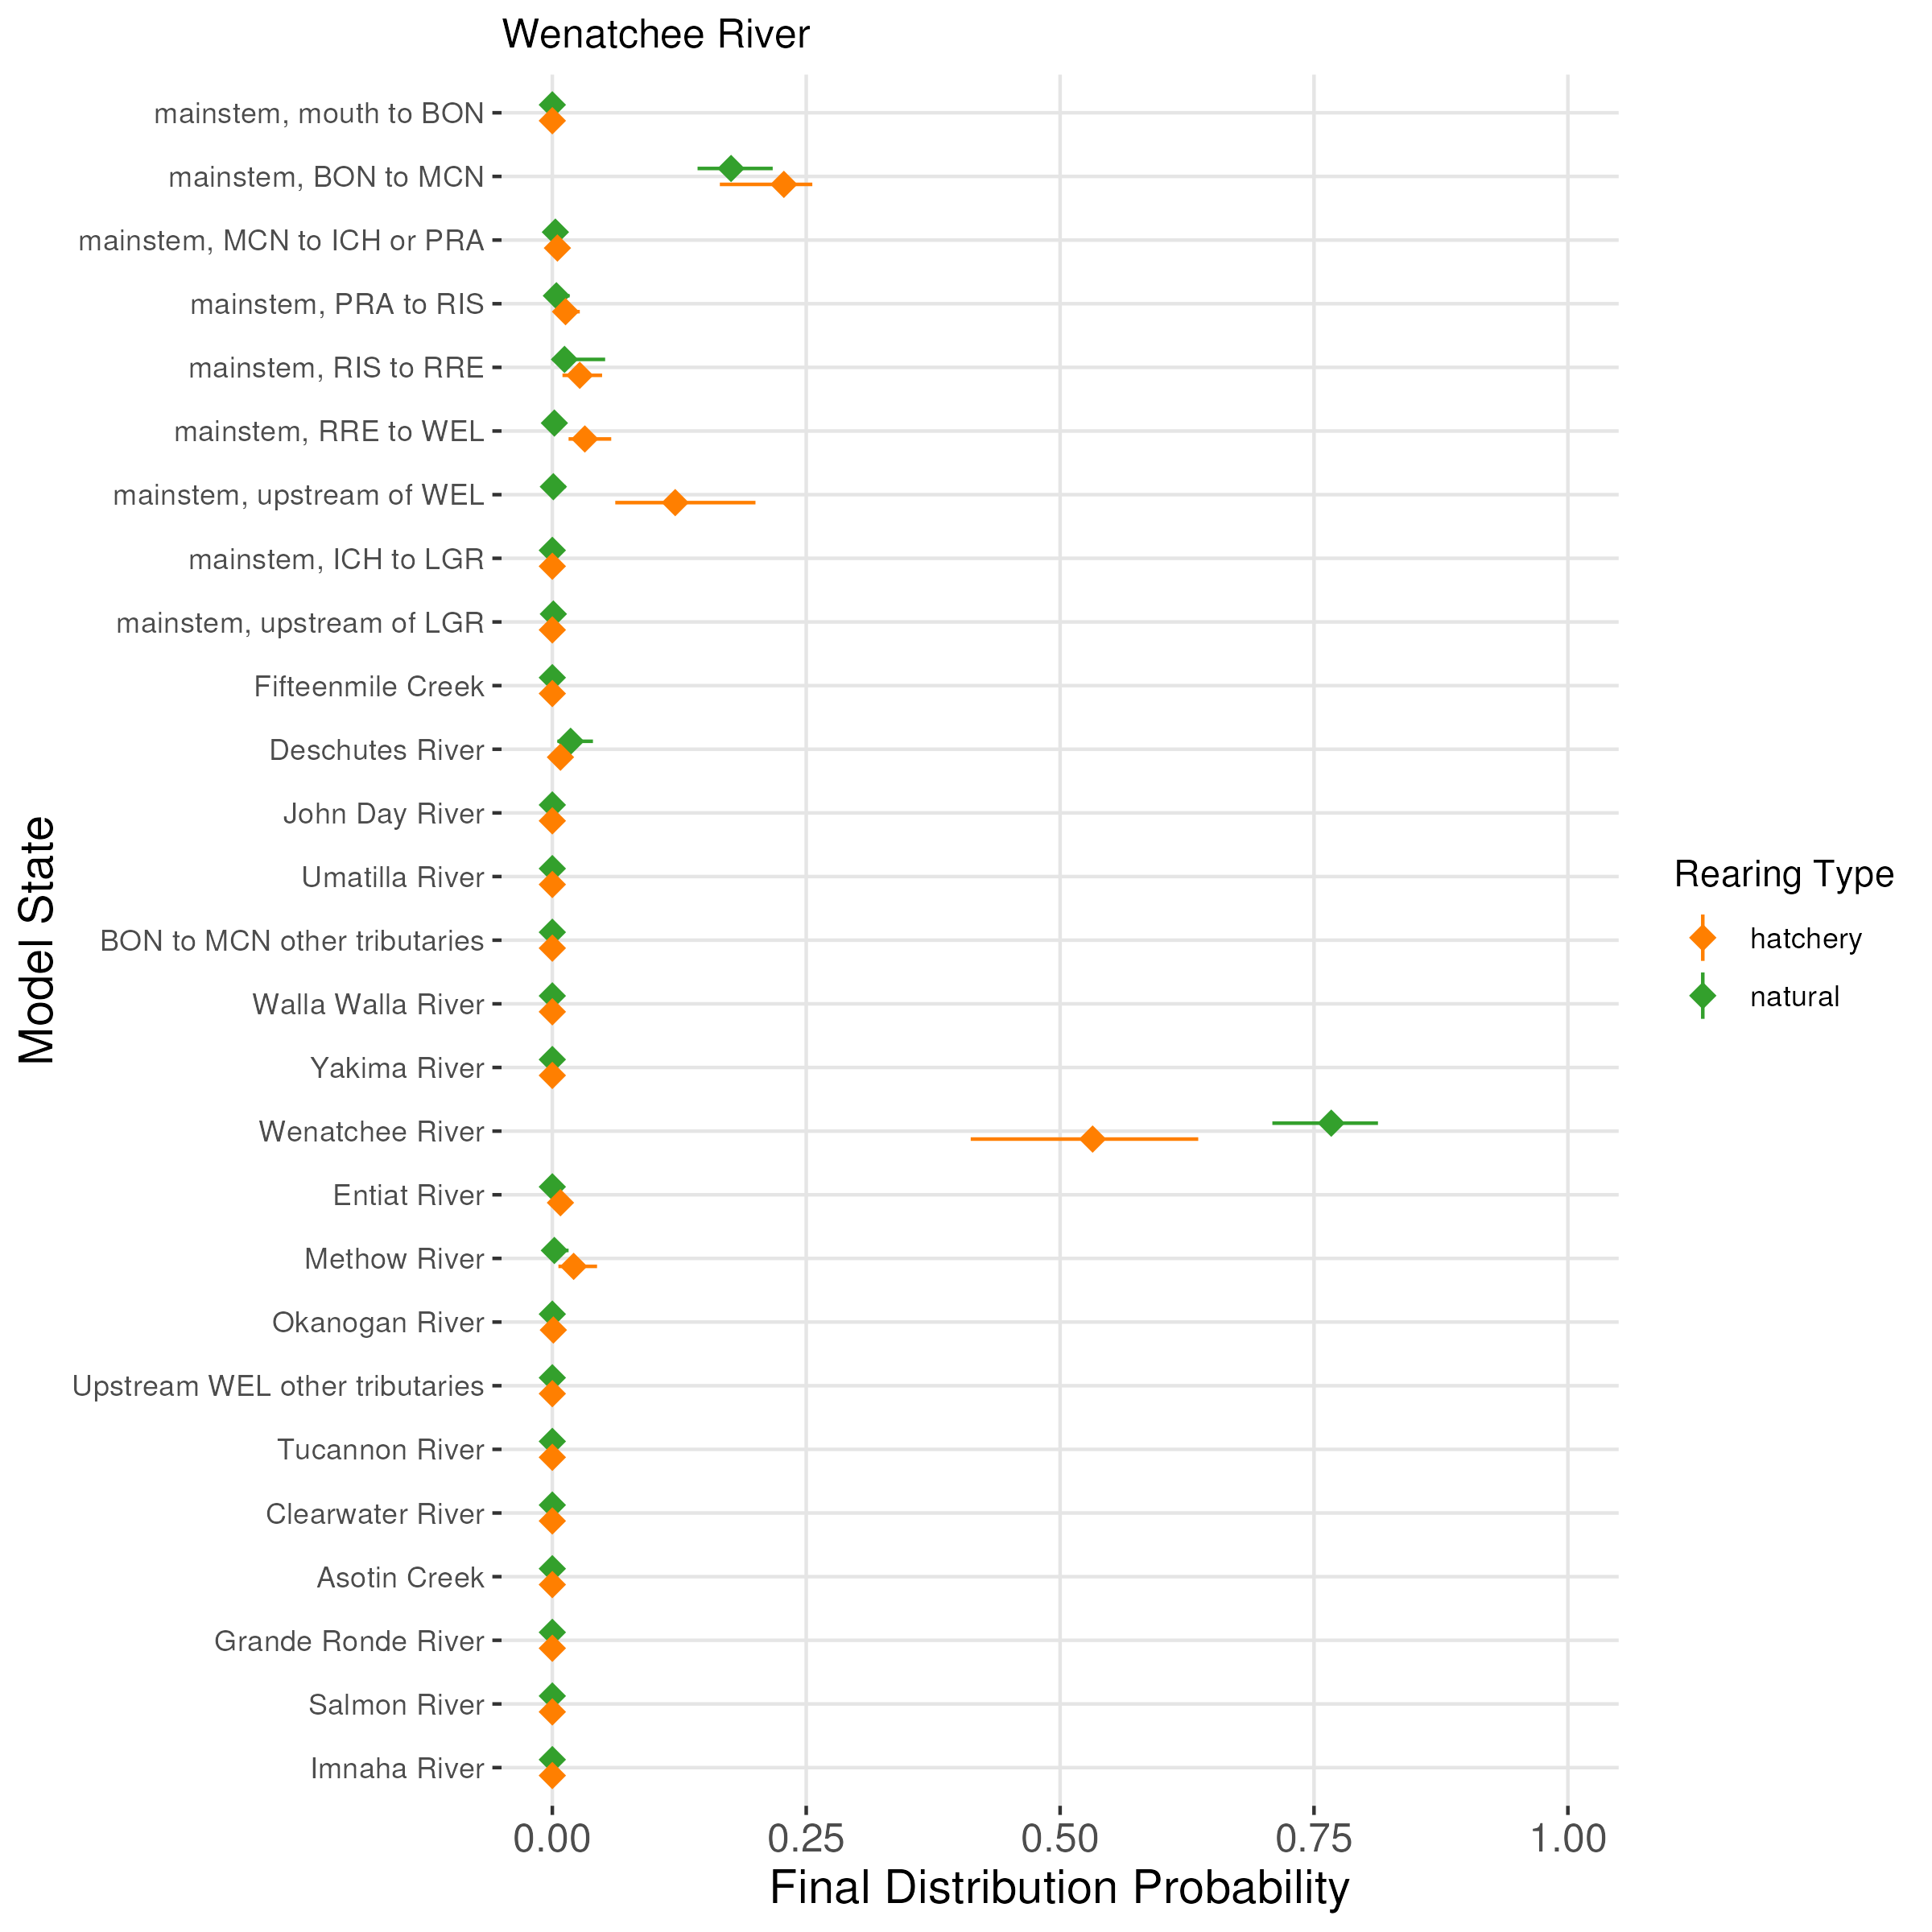 Wenatchee River
mainstem, mouth to BON
mainstem, BON to MCN
mainstem, MCN to ICH or PRA
mainstem, PRA to RIS
mainstem, RIS to RRE
mainstem, RRE to WEL
mainstem, upstream of WEL
mainstem, ICH to LGR
mainstem, upstream of LGR
Fifteenmile Creek
Deschutes River
John Day River
Umatilla River
BON to MCN other tributaries
Walla Walla River
Yakima River
Wenatchee River
Entiat River
Methow River
Okanogan River
Upstream WEL other tributaries
Tucannon River
Clearwater River
Asotin Creek
Grande Ronde River
Salmon River
Imnaha River
Model State
0.00 0.25 0.50 0.75 1.00
Final Distribution Probability
Rearing Type
hatchery
natural